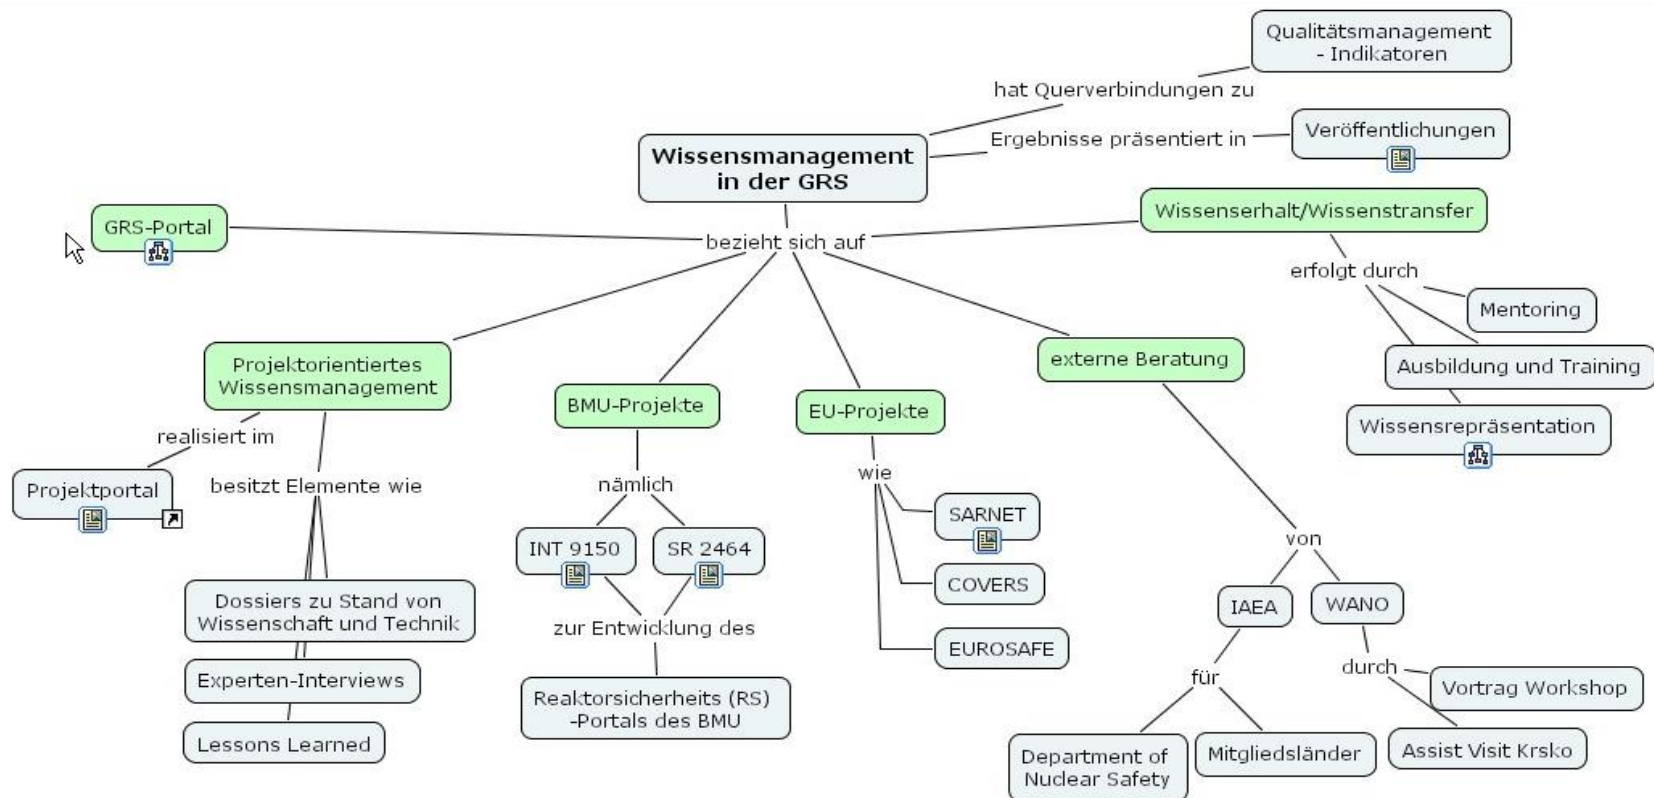 Qualitätsmanagement
- Indikatoren
hat Querverbindungen zu
Ergebnisse präsentiert in
Veröffentlichungen
Wissensmanagement
in der GRS
Wissenserhalt/Wissenstransfer
GRS-Portal
bezieht sich auf
erfolgt durch
Mentoring
Ausbildung und Training
Wissensrepräsentation
Projektorientiertes
Wissensmanagement
BMU-Projekte
EU-Projekte
externe Beratung
realisiert im
Projektportal
besitzt Elemente wie
nämlich
wie
INT 9150
SR 2464
SARNET
COVERS
EUROSAFE
von
IAEA
WANO
Dossiers zu Stand von
Wissenschaft und Technik
Experten-Interviews
Lessons Learned
zur Entwicklung des
Reaktorsicherheits (RS)
-Portals des BMU
für
durch
Vortrag Workshop
Department of
Nuclear Safety
Mitgliedsländer
Assist Visit Krsko